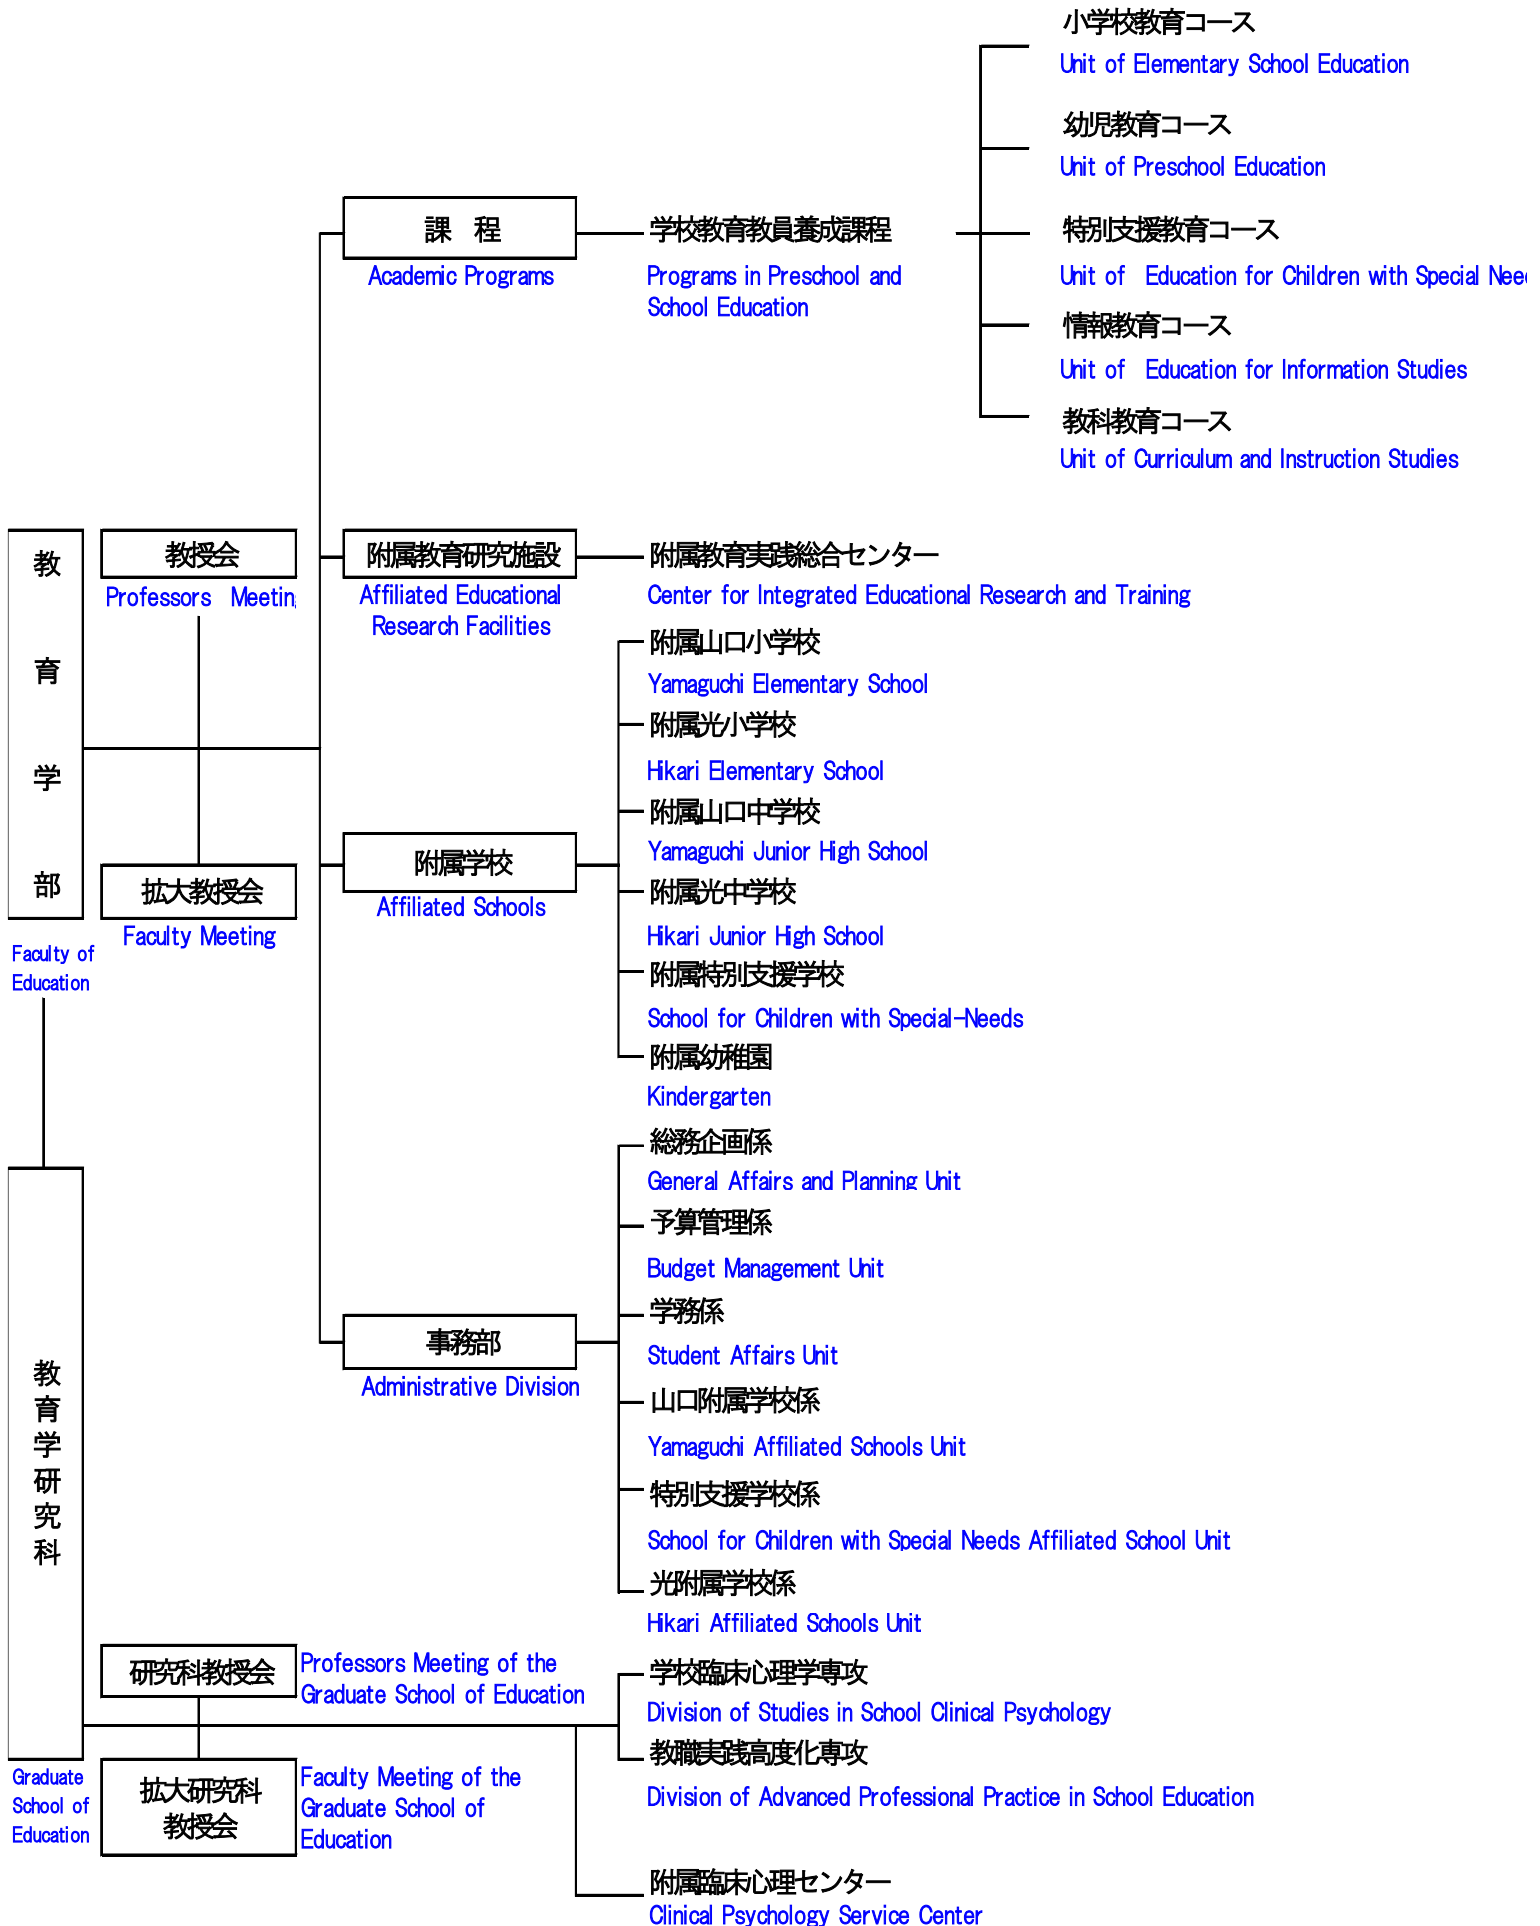 小学校教育コース
Unit of Elementary School Education
幼児教育コース
Unit of Preschool Education
課　程
Academic Programs
学校教育教員養成課程
Programs in Preschool and
School Education
特別支援教育コース
Unit of Education for Children with Special Nee
情報教育コース
Unit of Education for Information Studies
教科教育コース
Unit of Curriculum and Instruction Studies
教育学部
Faculty of
Education
教授会
Professors Meetin
拡大教授会
Faculty Meeting
附属教育研究施設
Affiliated Educational
Research Facilities
附属教育実践総合センター
Center for Integrated Educational Research and Training
附属学校
Affiliated Schools
附属山口小学校
Yamaguchi Elementary School
附属光小学校
Hikari Elementary School
附属山口中学校
Yamaguchi Junior High School
附属光中学校
Hikari Junior High School
附属特別支援学校
School for Children with Special-Needs
附属幼稚園
Kindergarten
事務部
Administrative Division
総務企画係
General Affairs and Planning Unit
予算管理係
Budget Management Unit
学務係
Student Affairs Unit
山口附属学校係
Yamaguchi Affiliated Schools Unit
特別支援学校係
School for Children with Special Needs Affiliated School Unit
光附属学校係
Hikari Affiliated Schools Unit
教育学研究科
Graduate
School of
Education
研究科教授会
Professors Meeting of the
Graduate School of Education
拡大研究科
教授会
Faculty Meeting of the
Graduate School of
Education
学校臨床心理学専攻
Division of Studies in School Clinical Psychology
教職実践高度化専攻
Division of Advanced Professional Practice in School Education
附属臨床心理センター
Clinical Psychology Service Center